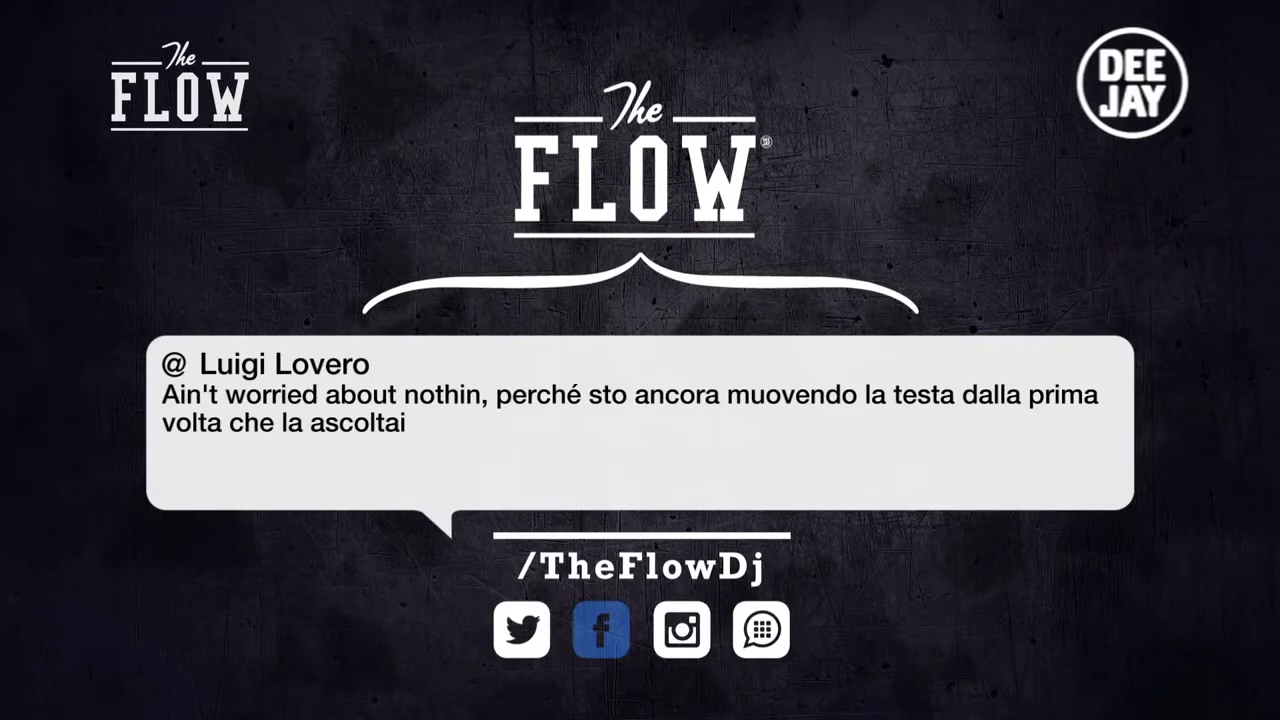 The
FLOW
DEE
JAY
The
FLOW
@ Luigi Lovero
Ain't worried about nothin, perché sto ancora muovendo la testa dalla prima
volta che la ascoltai
/TheFlowDj